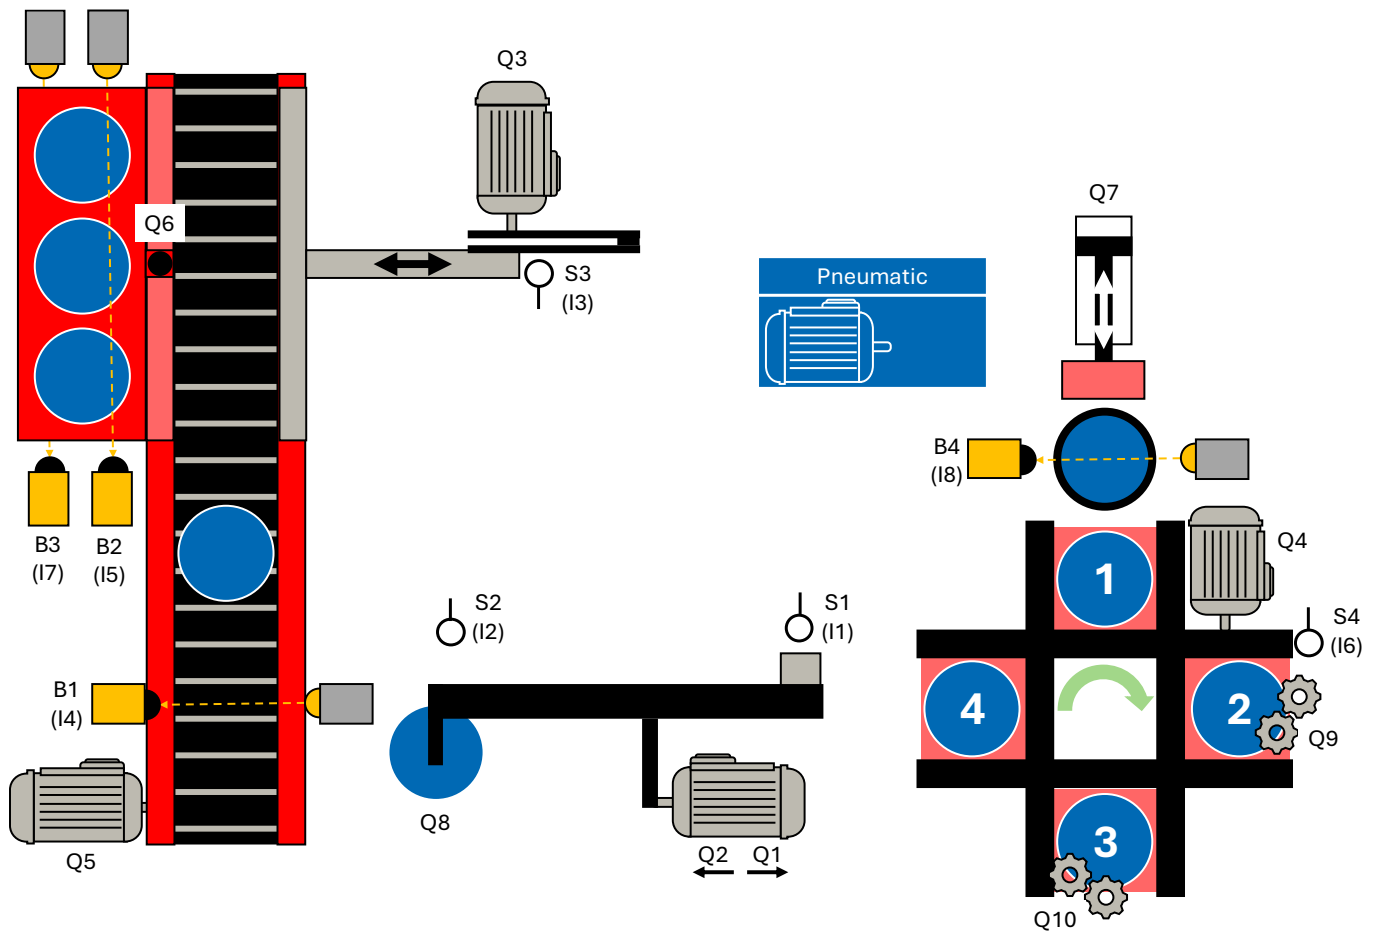 Q3
Q7
Q6
S3
(I3)
Pneumatic
B4
(I8)
Q4
B3
(I7)
B2
(I5)
1
S2
(I2)
S1
(I1)
S4
(I6)
B1
(I4)
4
2
Q9
Q8
3
Q5
Q2
Q1
Q10